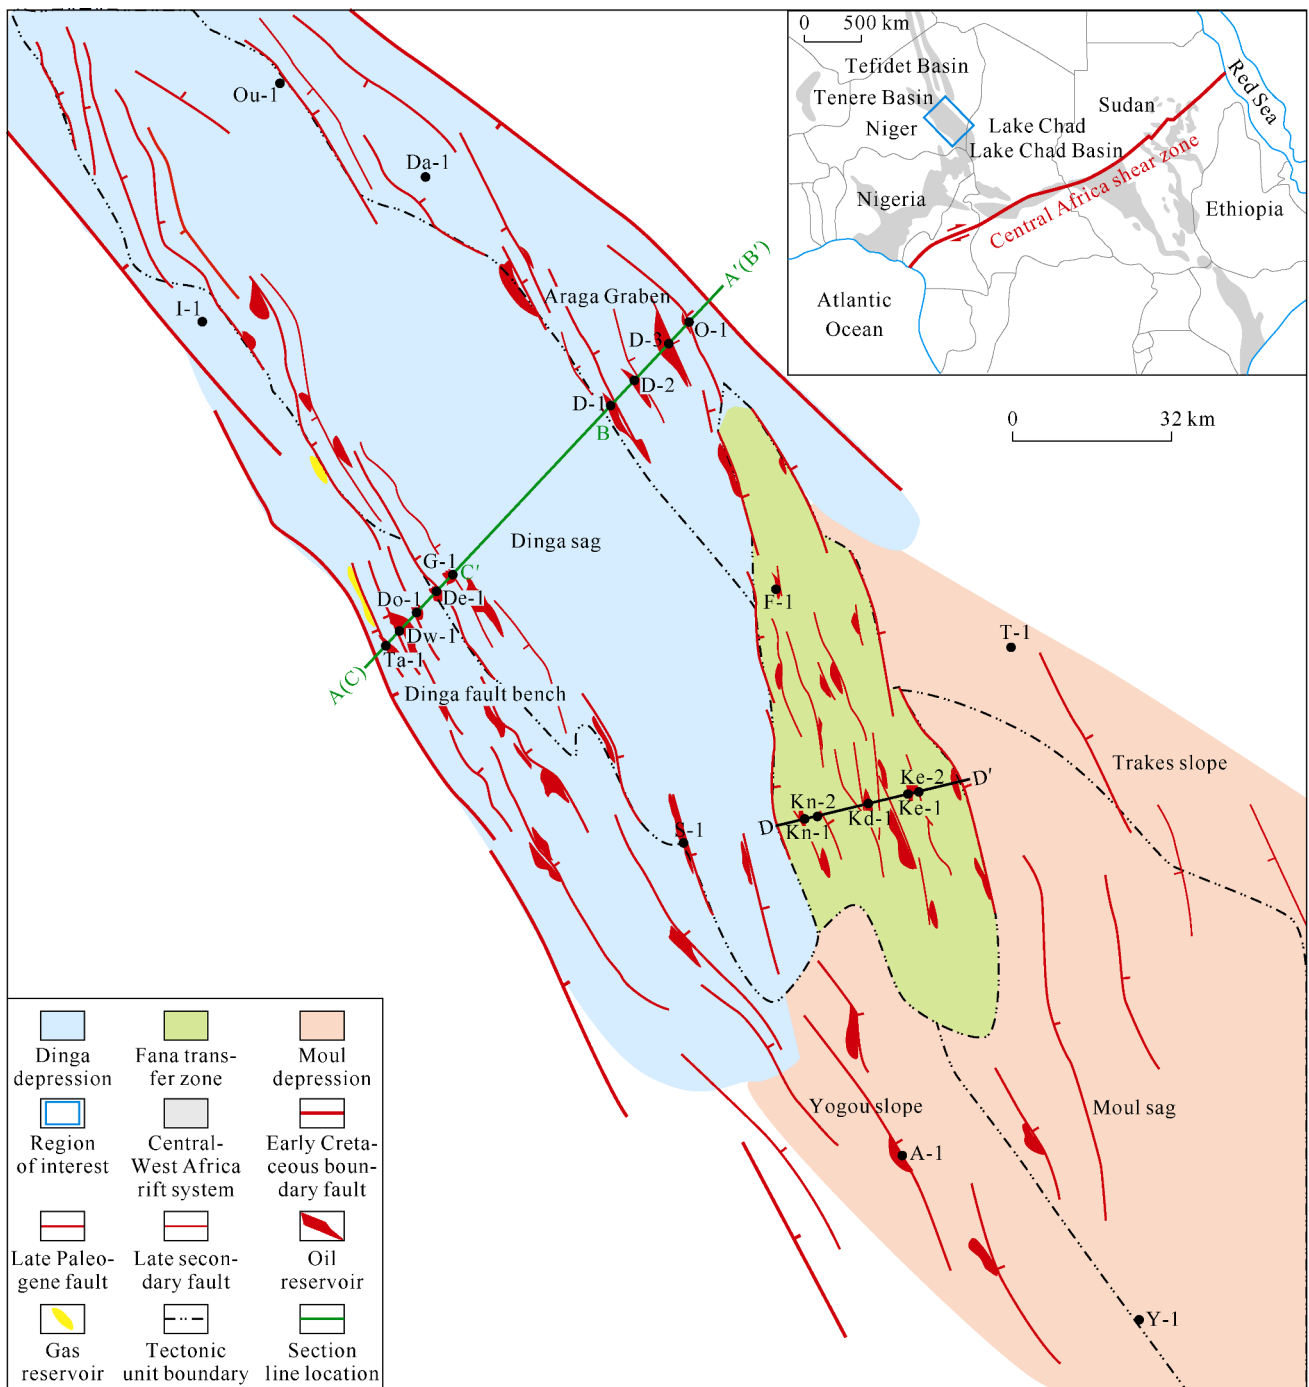 0 500 km
Tefidet Basin
Tenere Basin
Niger
Lake Chad
Lake Chad Basin
Sudan
Red Sea
Nigeria
Central Africa shear zone
Ethiopia
Atlantic
Ocean
0 32 km
Ou-1
Da-1
I-1
Araga Graben
A′(B′)
O-1
D-3
D-2
D-1
B
Dinga sag
G-1
C′
Do-1
De-1
Dw-1
Ta-1
A(C)
Dinga fault bench
F-1
T-1
Trakes slope
S-1
D
Kn-2
Kn-1
Kd-1
Ke-2
Ke-1
D′
Yogou slope
Moul sag
A-1
Y-1
Dinga
depression
Fana trans-
fer zone
Moul
depression
Region
of interest
Central-
West Africa
rift system
Early Creta-
ceous boun-
dary fault
Late Paleo-
gene fault
Late secon-
dary fault
Oil
reservoir
Gas
reservoir
Tectonic
unit boundary
Section
line location